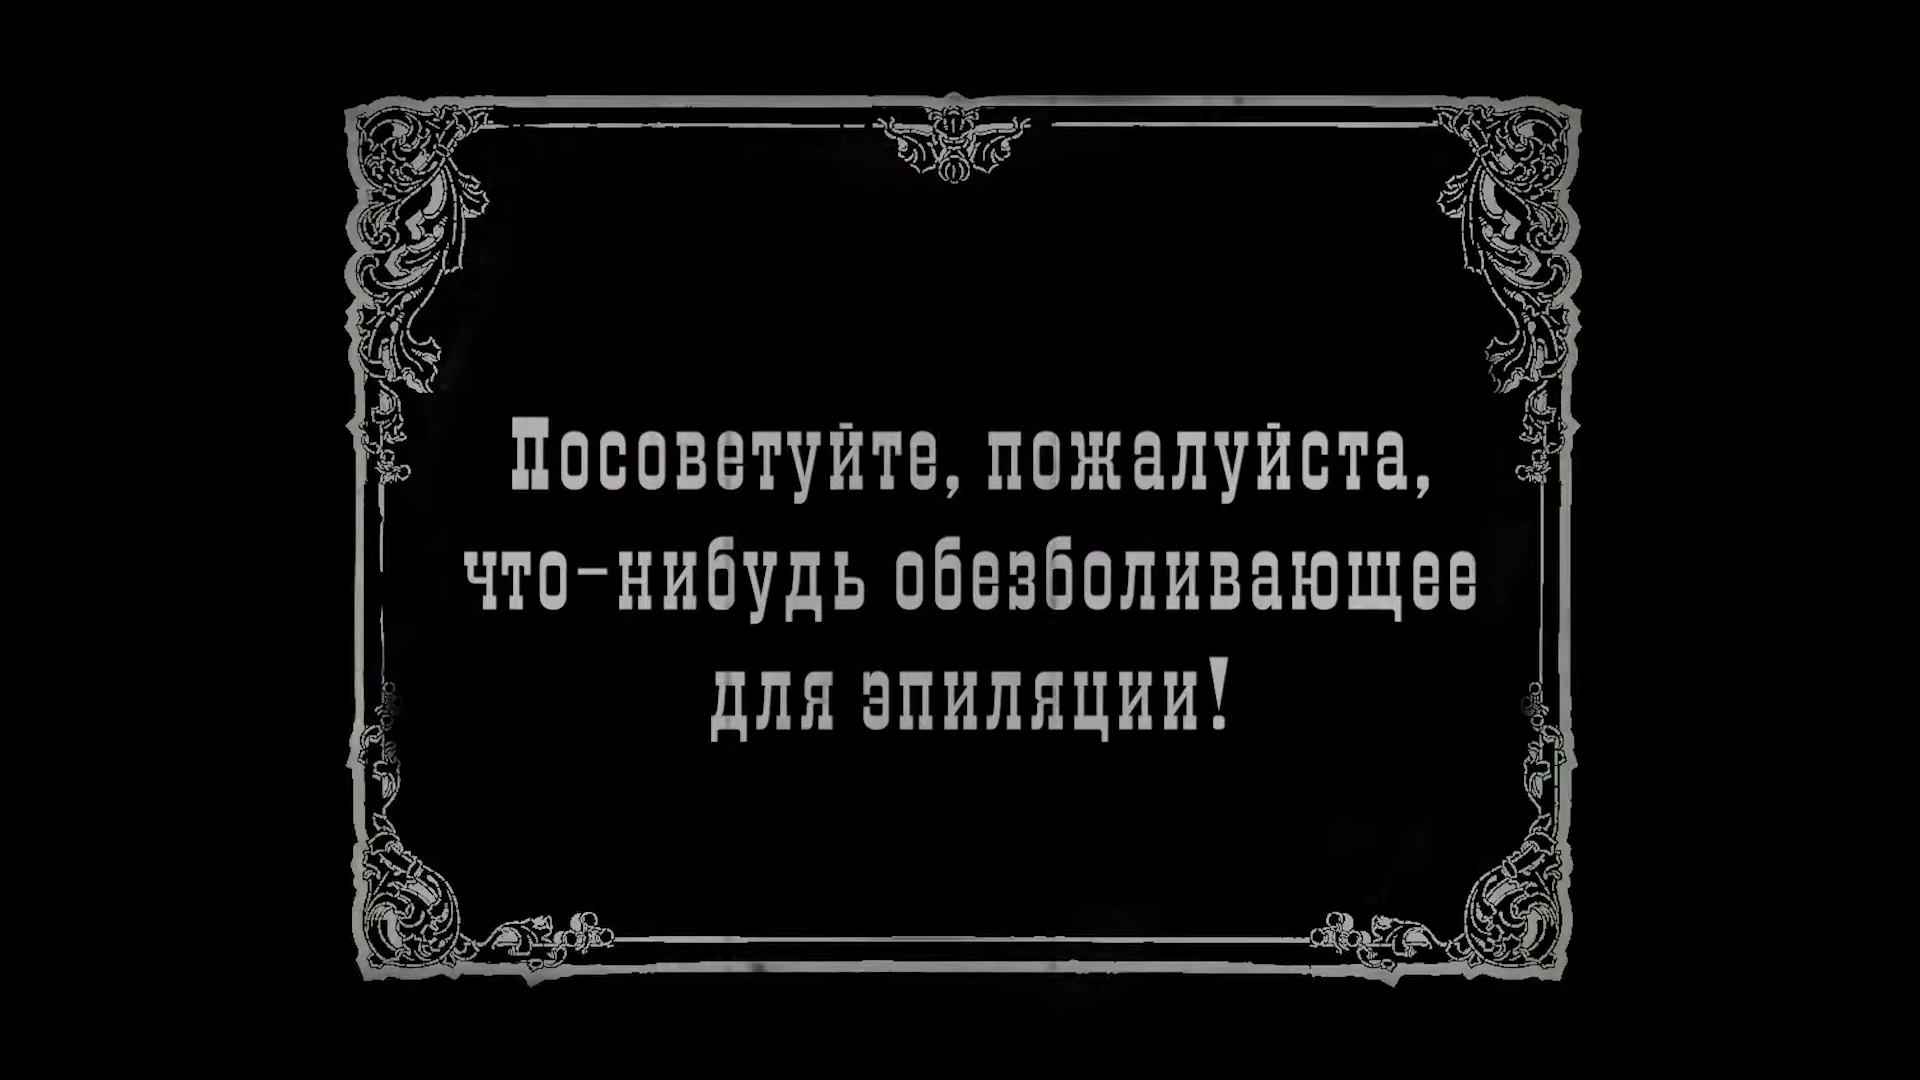 Посоветуйте, пожалуйста,
что-нибудь обезболивающее
для эпиляции!